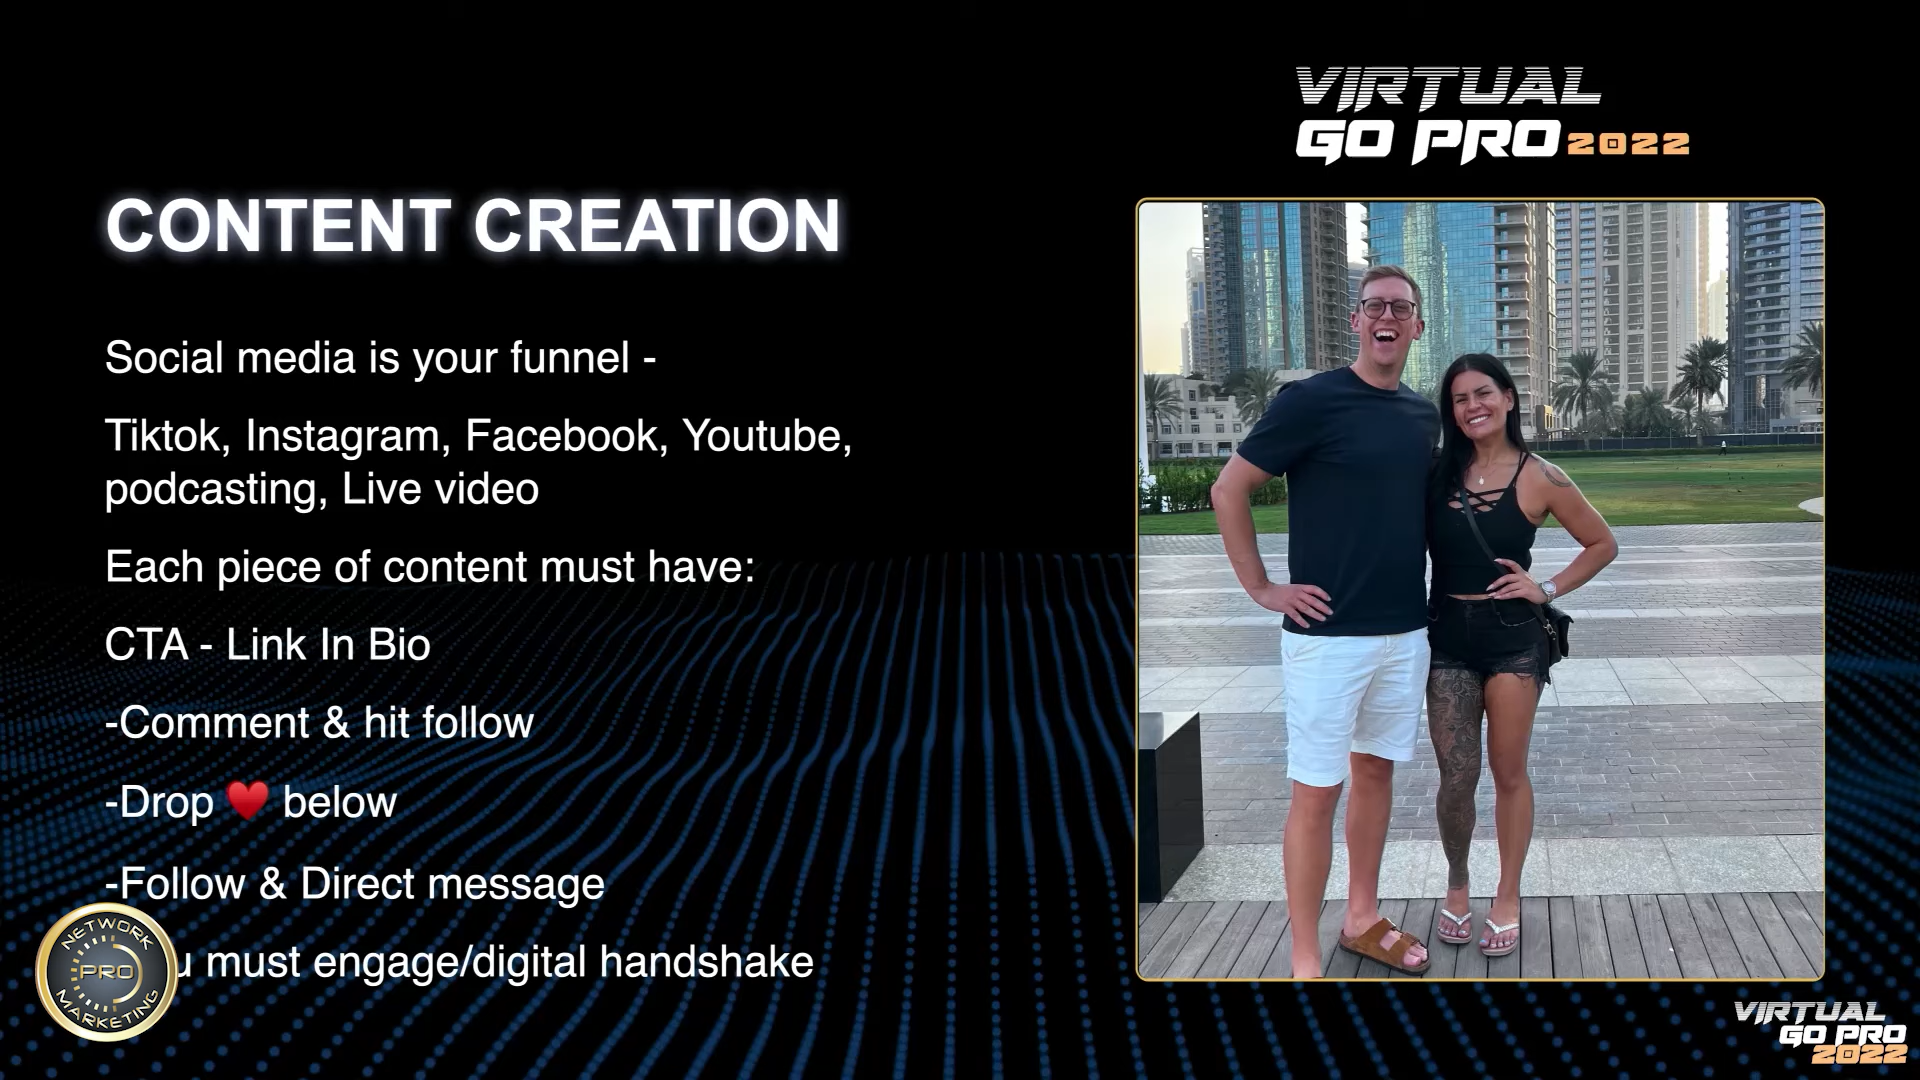 VIRTUAL
GO PRO 2022
CONTENT CREATION
Social media is your funnel -
Tiktok, Instagram, Facebook, Youtube,
podcasting, Live video
Each piece of content must have:
CTA - Link In Bio
-Comment & hit follow
-Drop ♥️ below
-Follow & Direct message
must engage/digital handshake
NETWORK
PRO
MARKETING
VIRTUAL
GO PRO
2022